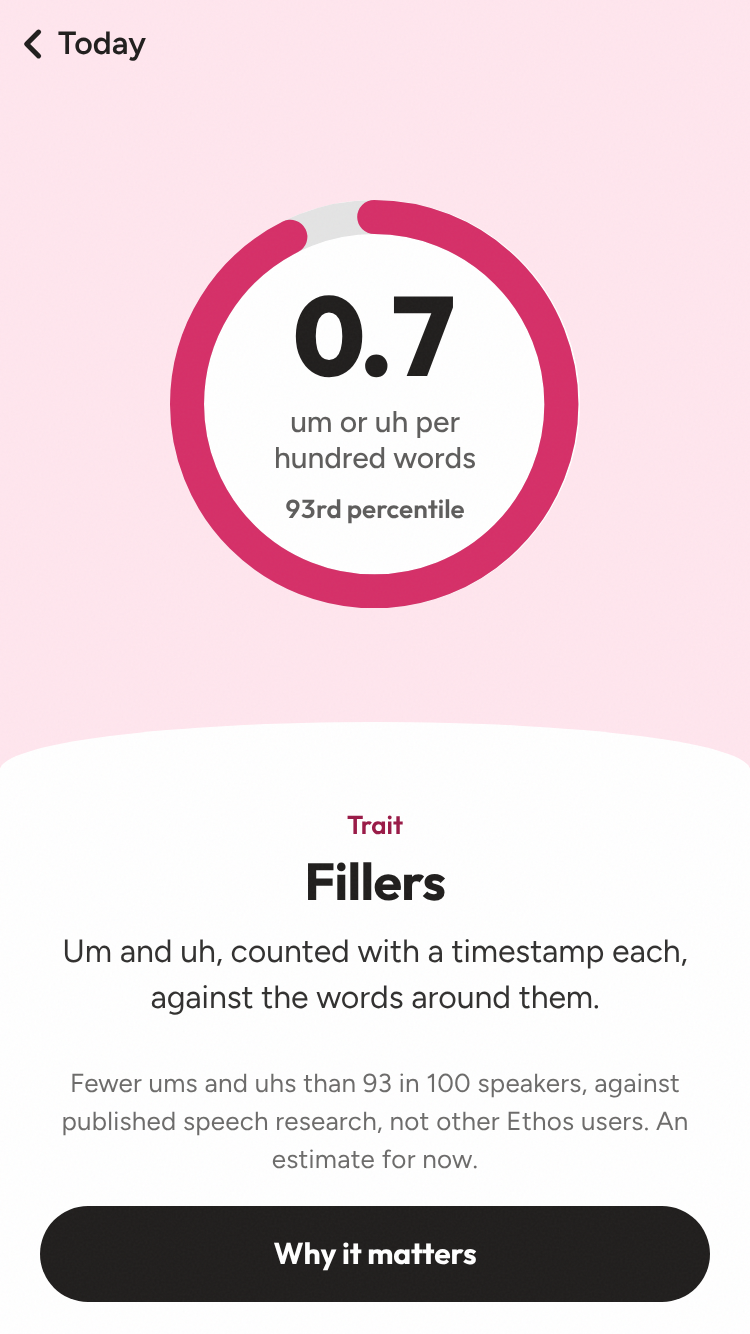 Today
0.7
um or uh per
hundred words
93rd percentile
Trait
Fillers
Um and uh, counted with a timestamp each,
against the words around them.
Fewer ums and uhs than 93 in 100 speakers, against
published speech research, not other Ethos users. An
estimate for now.
Why it matters